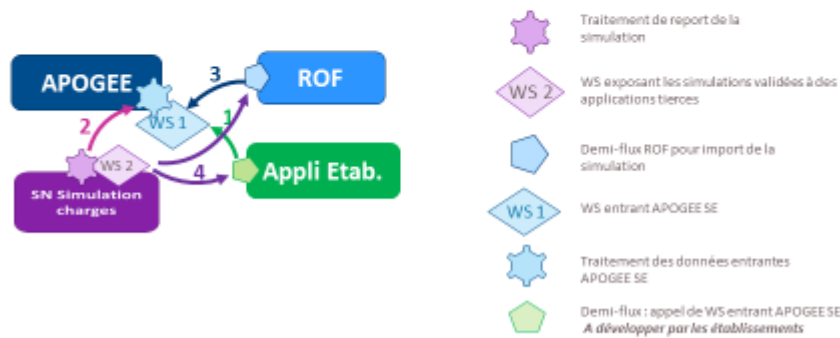 APOGEE
3
ROF
WS 1
1
2
WS 2
4
Appli Etab.
SN Simulation
charges
Traitement de report de la
simulation
WS 2
WS exposant les simulations validées à des
applications tierces
Demi-flux ROF pour import de la
simulation
WS 1
WS entrant APOGEE SE
Traitement des données entrantes
APOGEE SE
Demi-flux : appel de WS entrant APOGEE SE
A développer par les établissements